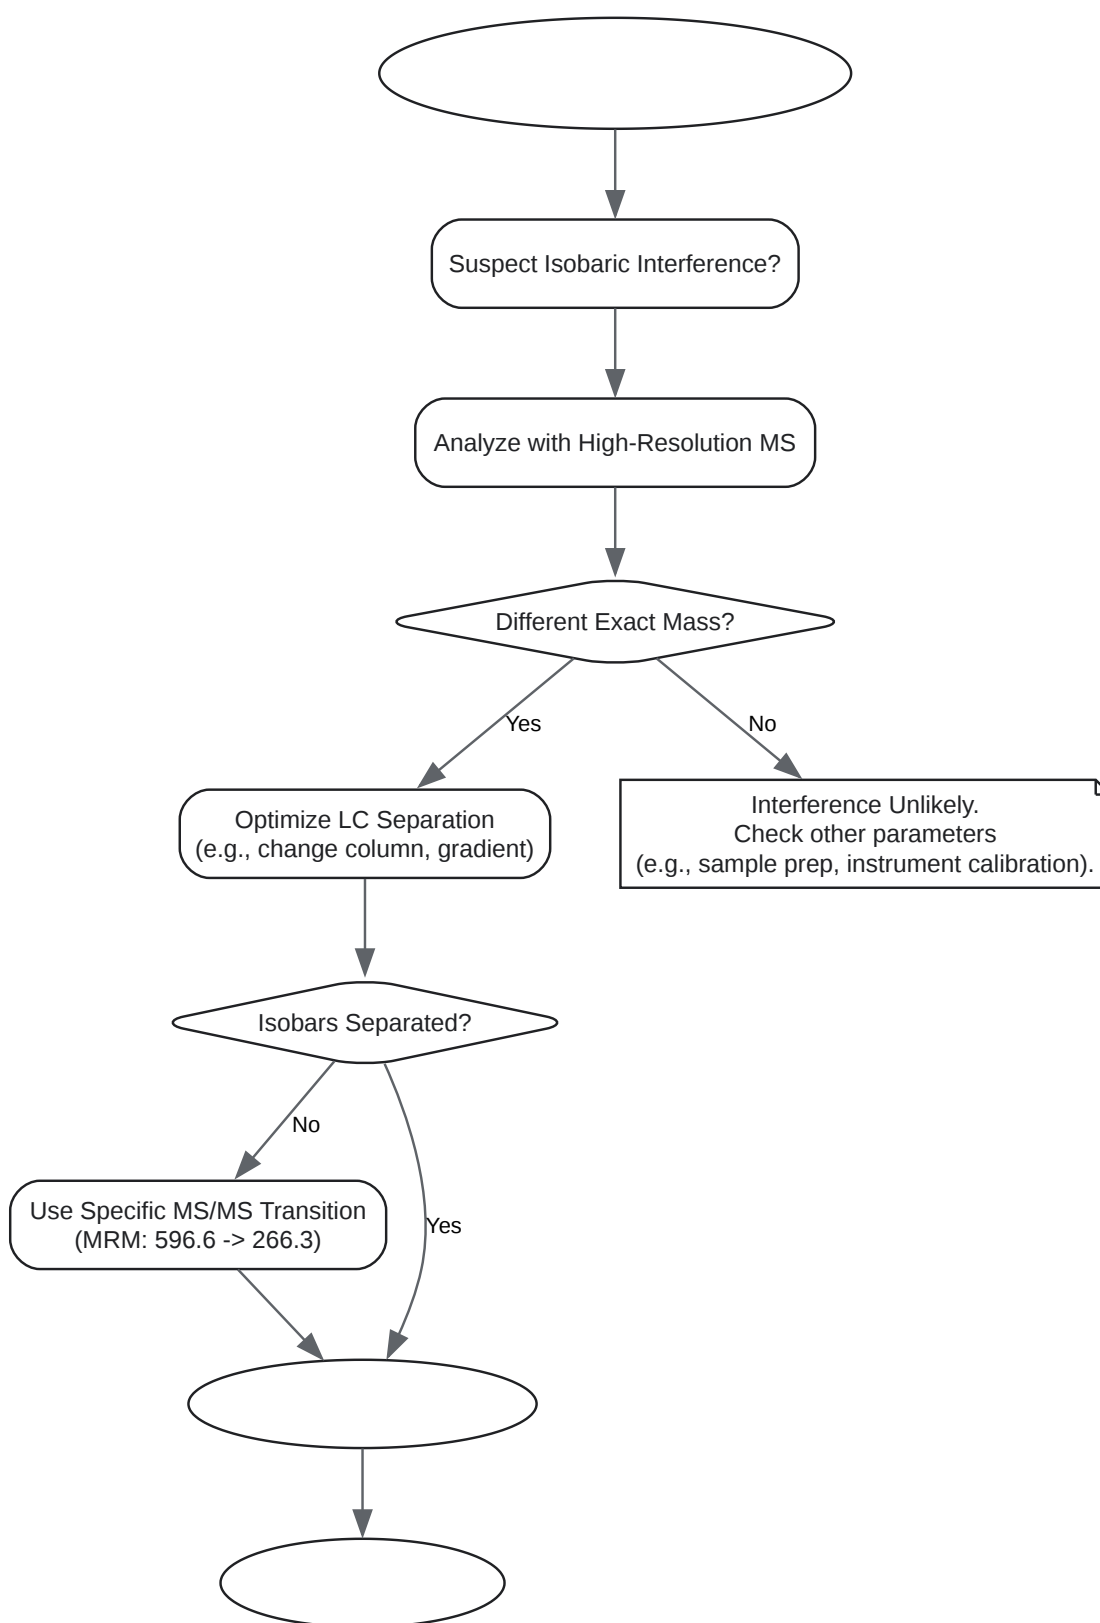 Suspect Isobaric Interference?
Analyze with High-Resolution MS
Different Exact Mass?
Yes
No
Optimize LC Separation
(e.g., change column, gradient)
Interference Unlikely.
Check other parameters
(e.g., sample prep, instrument calibration).
Isobars Separated?
No
Use Specific MS/MS Transition
(MRM: 596.6 -> 266.3)
Yes